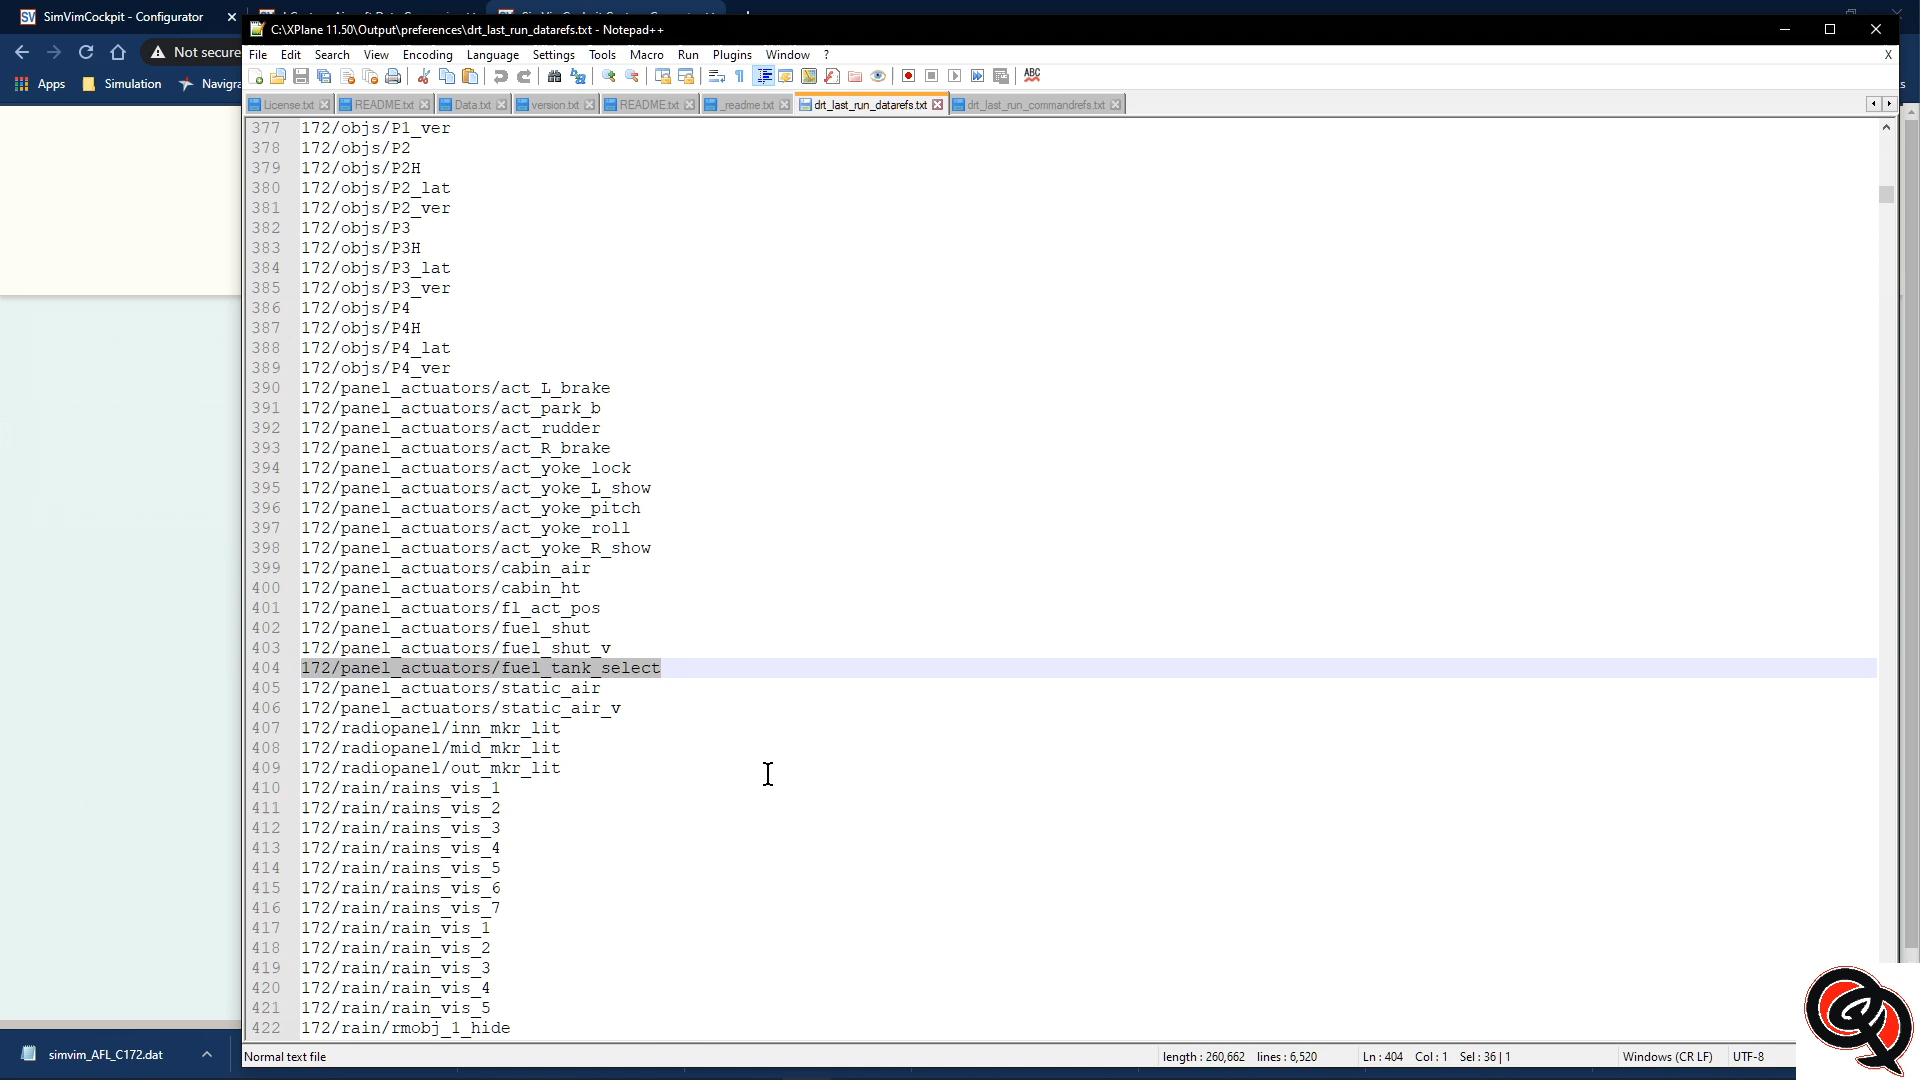 SimVimCockpit - Configurator
C:\XPlane 11.50\Output\preferences\drt_last_run_datarefs.txt - Notepad++
Not secure
File Edit Search View Encoding Language Settings Tools Macro Run Plugins Window ? X
Apps Simulation Naviga
ABC
License.txt README.txt Data.txt version.txt README.txt _readme.txt drt_last_run_datarefs.txt drt_last_run_commandrefs.txt
377 172/objs/P1_ver
378 172/objs/P2
379 172/objs/P2H
380 172/objs/P2_lat
381 172/objs/P2_ver
382 172/objs/P3
383 172/objs/P3H
384 172/objs/P3_lat
385 172/objs/P3_ver
386 172/objs/P4
387 172/objs/P4H
388 172/objs/P4_lat
389 172/objs/P4_ver
390 172/panel_actuators/act_L_brake
391 172/panel_actuators/act_park_b
392 172/panel_actuators/act_rudder
393 172/panel_actuators/act_R_brake
394 172/panel_actuators/act_yoke_lock
395 172/panel_actuators/act_yoke_L_show
396 172/panel_actuators/act_yoke_pitch
397 172/panel_actuators/act_yoke_roll
398 172/panel_actuators/act_yoke_R_show
399 172/panel_actuators/cabin_air
400 172/panel_actuators/cabin_ht
401 172/panel_actuators/fl_act_pos
402 172/panel_actuators/fuel_shut
403 172/panel_actuators/fuel_shut_v
404 172/panel_actuators/fuel_tank_select
405 172/panel_actuators/static_air
406 172/panel_actuators/static_air_v
407 172/radiopanel/inn_mkr_lit
408 172/radiopanel/mid_mkr_lit
409 172/radiopanel/out_mkr_lit
410 172/rain/rains_vis_1
411 172/rain/rains_vis_2
412 172/rain/rains_vis_3
413 172/rain/rains_vis_4
414 172/rain/rains_vis_5
415 172/rain/rains_vis_6
416 172/rain/rains_vis_7
417 172/rain/rain_vis_1
418 172/rain/rain_vis_2
419 172/rain/rain_vis_3
420 172/rain/rain_vis_4
421 172/rain/rain_vis_5
422 172/rain/rmobj_1_hide
simvim_AFL_C172.dat
Normal text file length : 260,662 lines : 6,520 Ln : 404 Col : 1 Sel : 36 | 1 Windows (CR LF) UTF-8